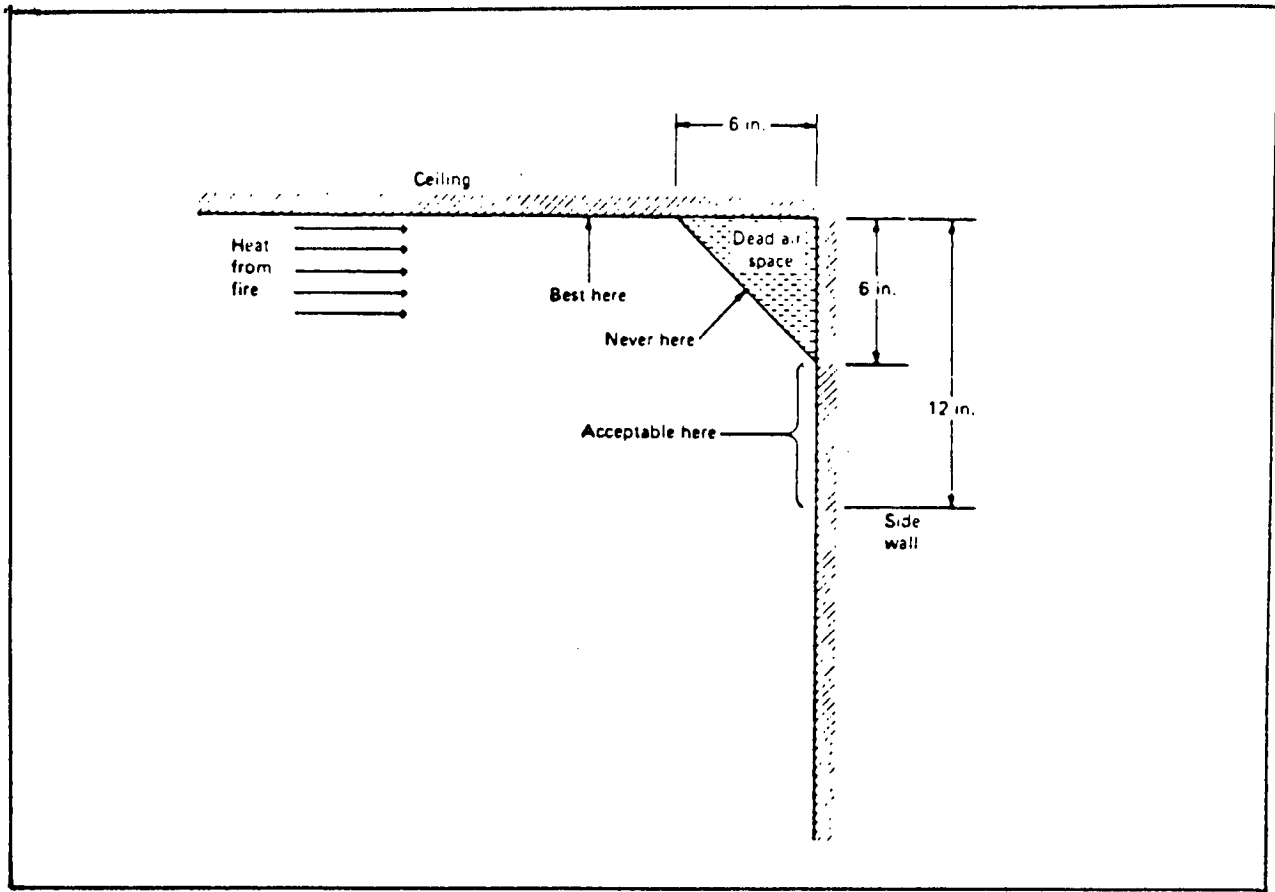 6 in.
Ceiling
Heat
from
fire
Dead air
space
Best here
6 in.
Never here
12 in.
Acceptable here
Side
wall